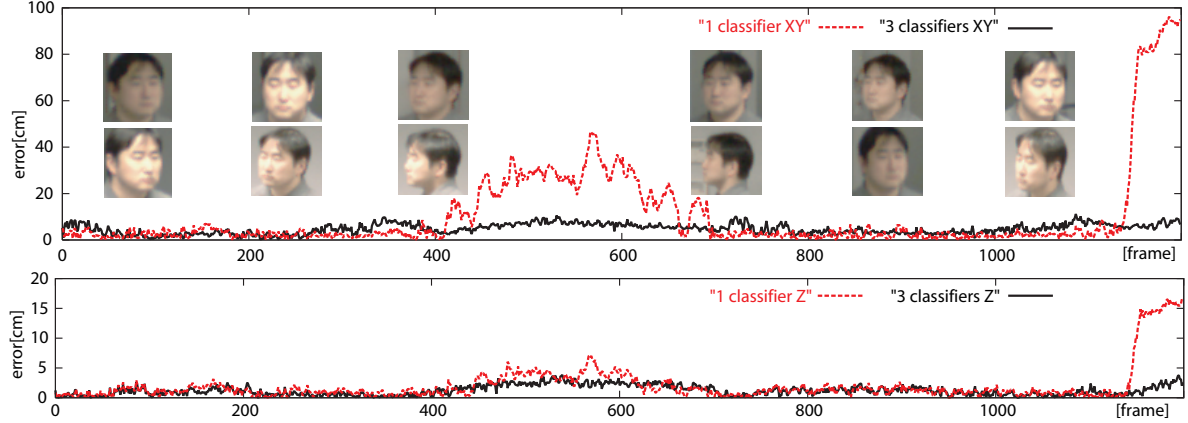 100
80
60
40
20
0
error[cm]
"1 classifier XY" "3 classifiers XY"
0 200 400 600 800 1000 [frame]
20
15
10
5
0
error[cm]
"1 classifier Z" "3 classifiers Z"
0 200 400 600 800 1000 [frame]